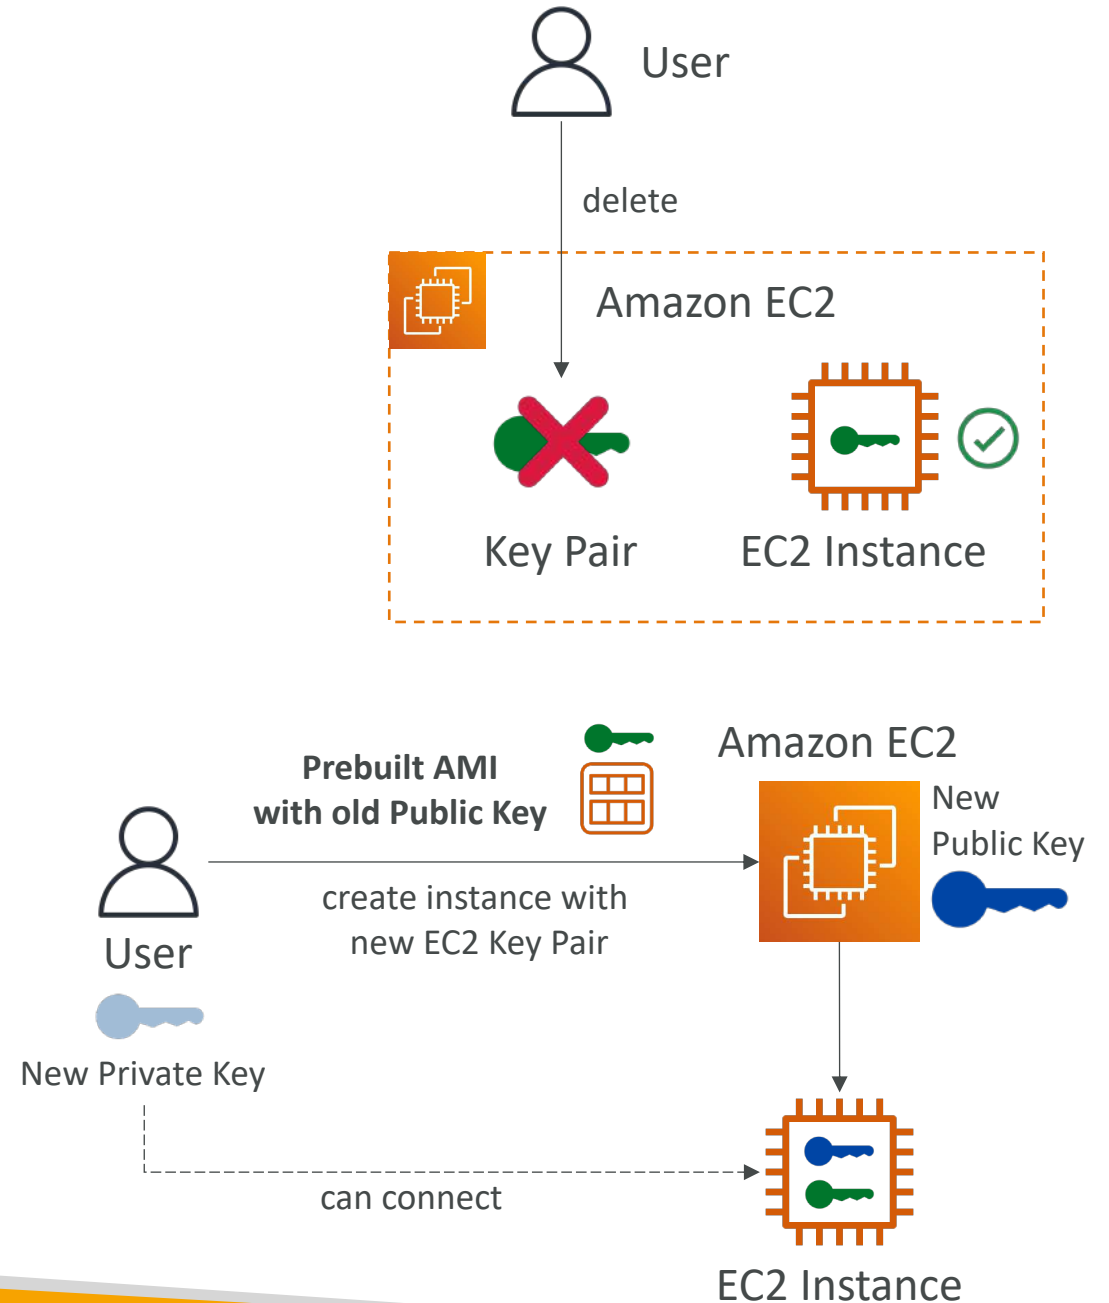 User
delete
Amazon EC2
Key Pair
EC2 Instance
Prebuilt AMI
with old Public Key
Amazon EC2
New
Public Key
create instance with
new EC2 Key Pair
User
New Private Key
can connect
EC2 Instance